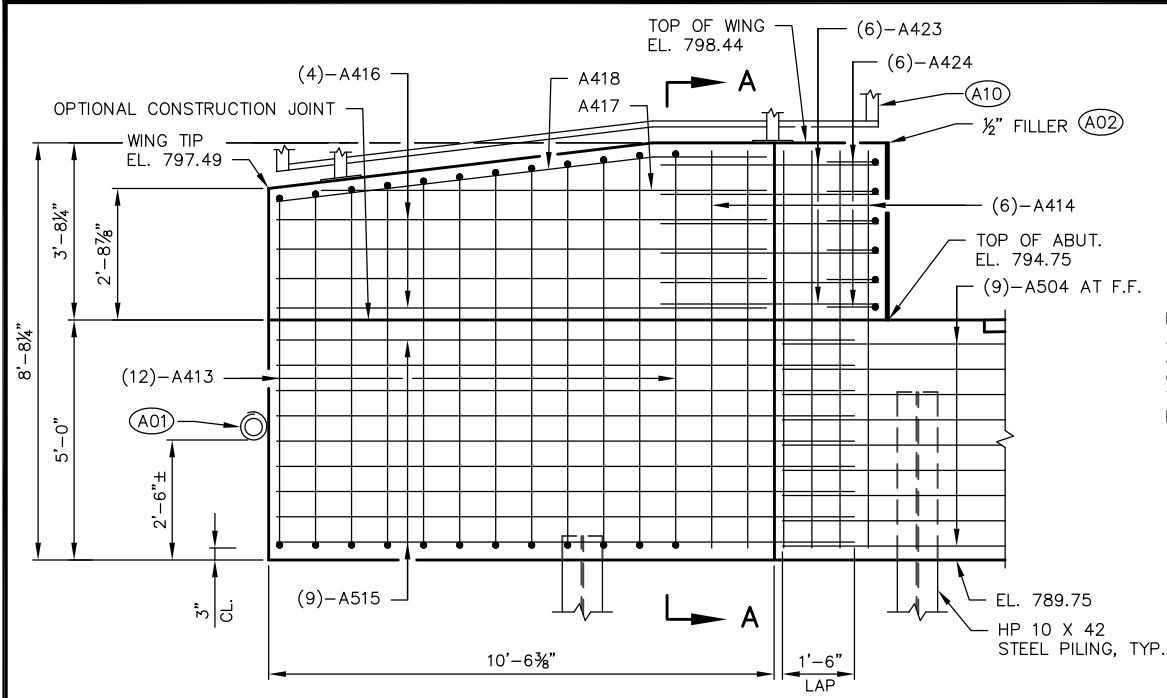 TOP OF WING
EL. 798.44
(6)-A423
(6)-A424
(4)-A416
A418
A417
A
A10
OPTIONAL CONSTRUCTION JOINT
½" FILLER A02
WING TIP
EL. 797.49
3'-8¼"
2'-8⅞"
(6)-A414
TOP OF ABUT.
EL. 794.75
(9)-A504 AT F.F.
8'-8¼"
(12)-A413
A01
5'-0"
2'-6"±
3"
CL.
(9)-A515
A
EL. 789.75
HP 10 X 42
STEEL PILING, TYP.
10'-6⅜"
1'-6"
LAP